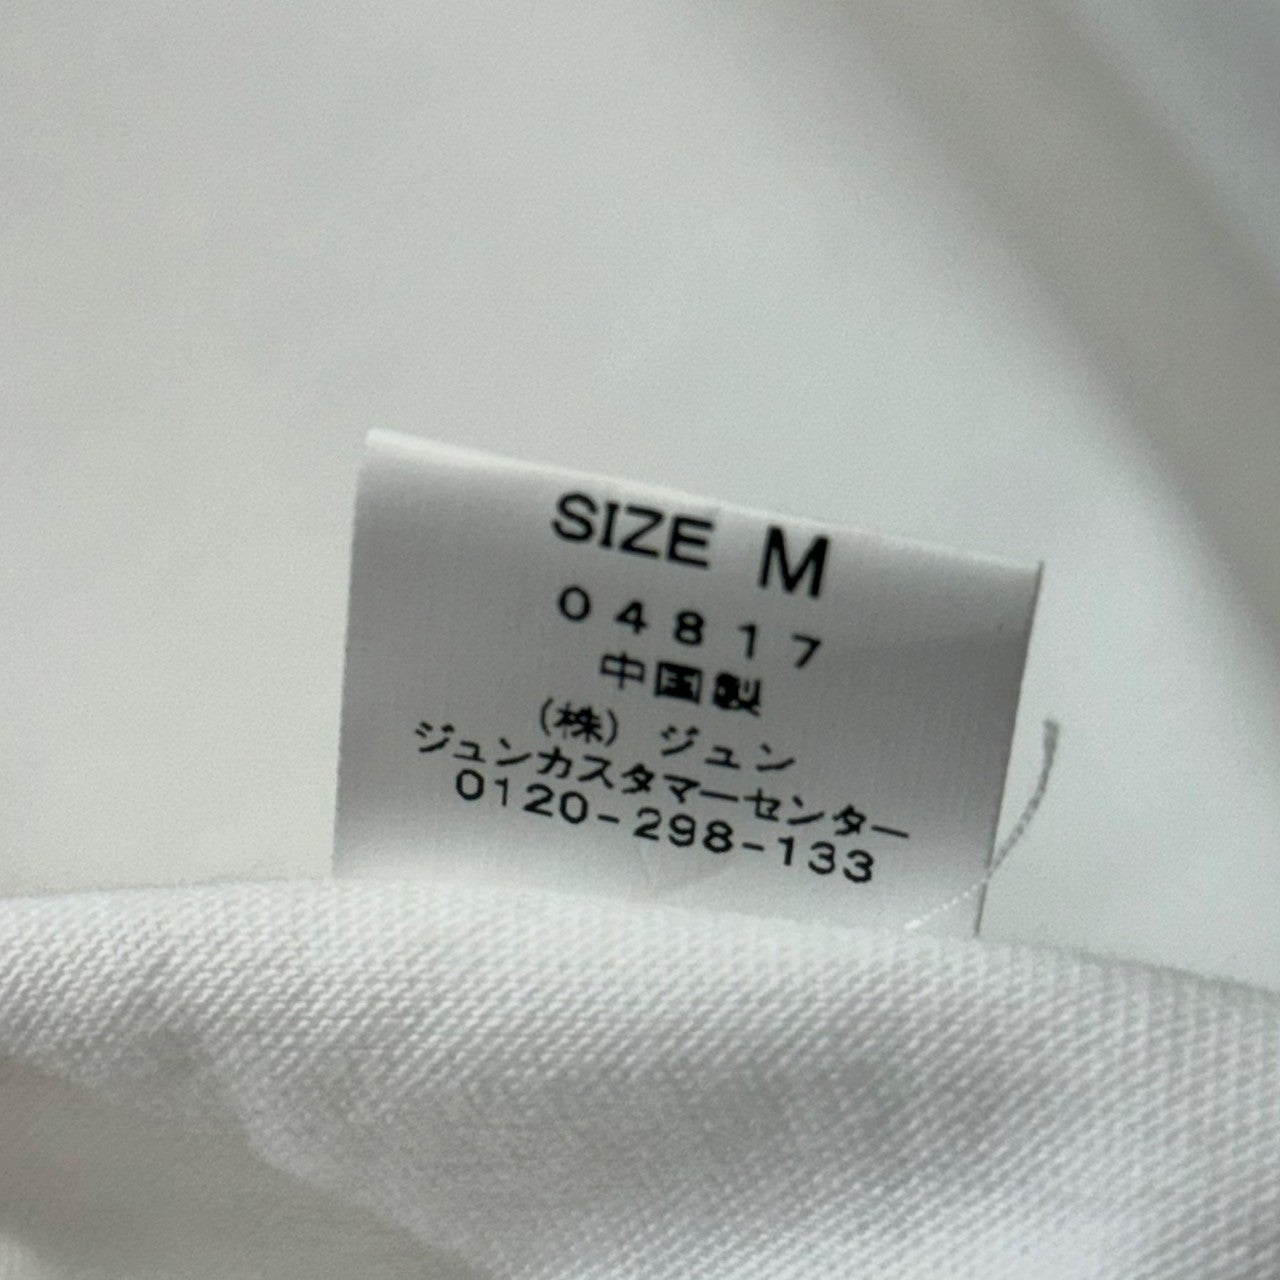 SIZE M
04817
中国製
(株) ジュン
ジュンカスタマーセンター
0120-298-133